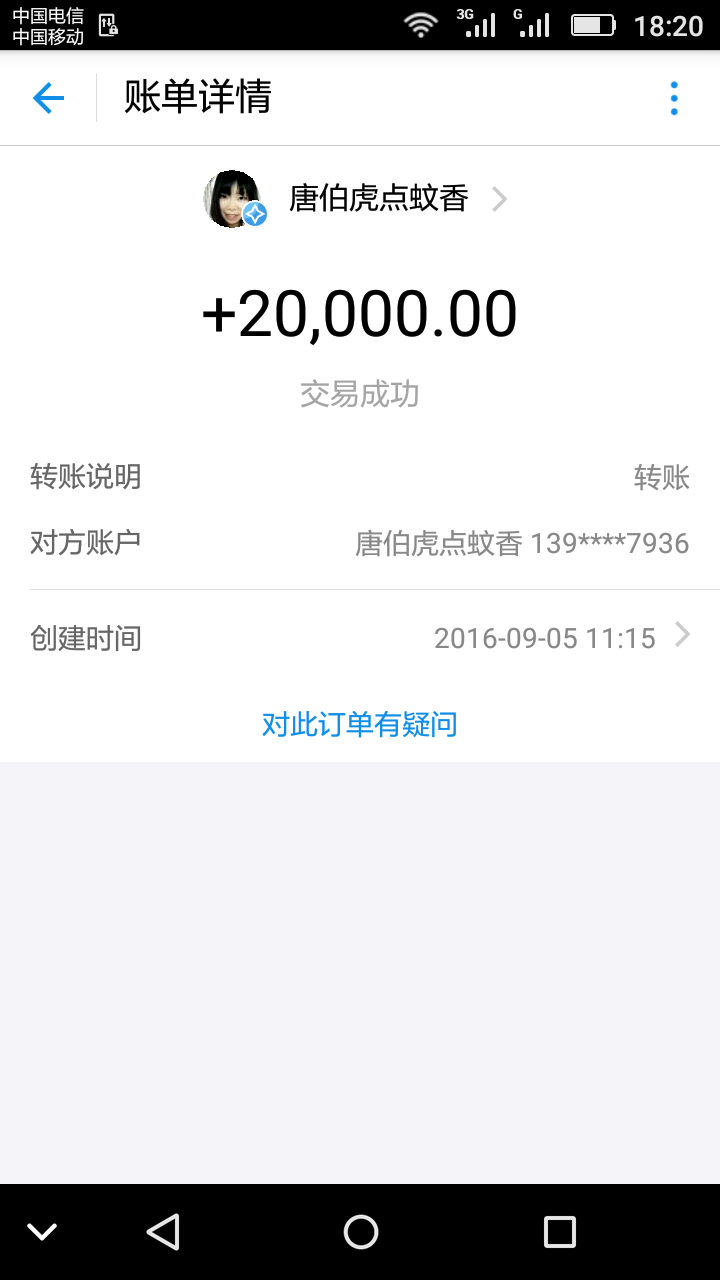 中国电信
中国移动
3G
G
18:20
账单详情
唐伯虎点蚊香
+20,000.00
交易成功
转账说明 转账
对方账户 唐伯虎点蚊香 139****7936
创建时间 2016-09-05 11:15
对此订单有疑问